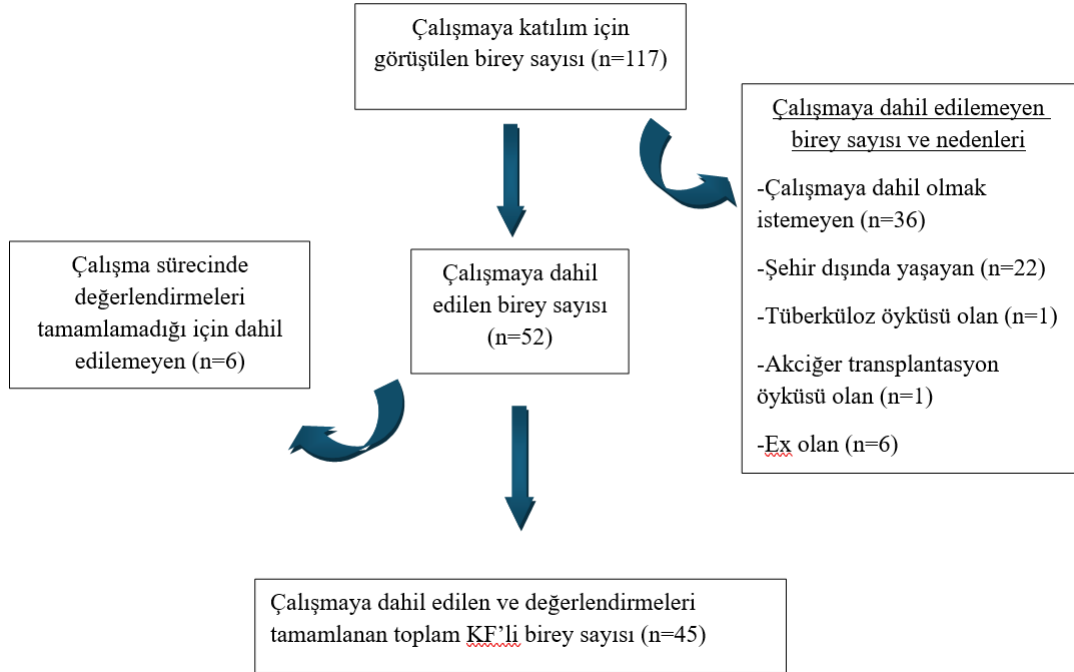 Çalışmaya katılım için
görüşülen birey sayısı (n=117)
Çalışmaya dahil edilemeyen
birey sayısı ve nedenleri
-Çalışmaya dahil olmak
istemeyen (n=36)
-Şehir dışında yaşayan (n=22)
-Tüberküloz öyküsü olan (n=1)
-Akciğer transplantasyon
öyküsü olan (n=1)
-Ex olan (n=6)
Çalışma sürecinde
değerlendirmeleri
tamamlamadığı için dahil
edilemeyen (n=6)
Çalışmaya dahil
edilen birey sayısı
(n=52)
Çalışmaya dahil edilen ve değerlendirmeleri
tamamlanan toplam KF’li birey sayısı (n=45)